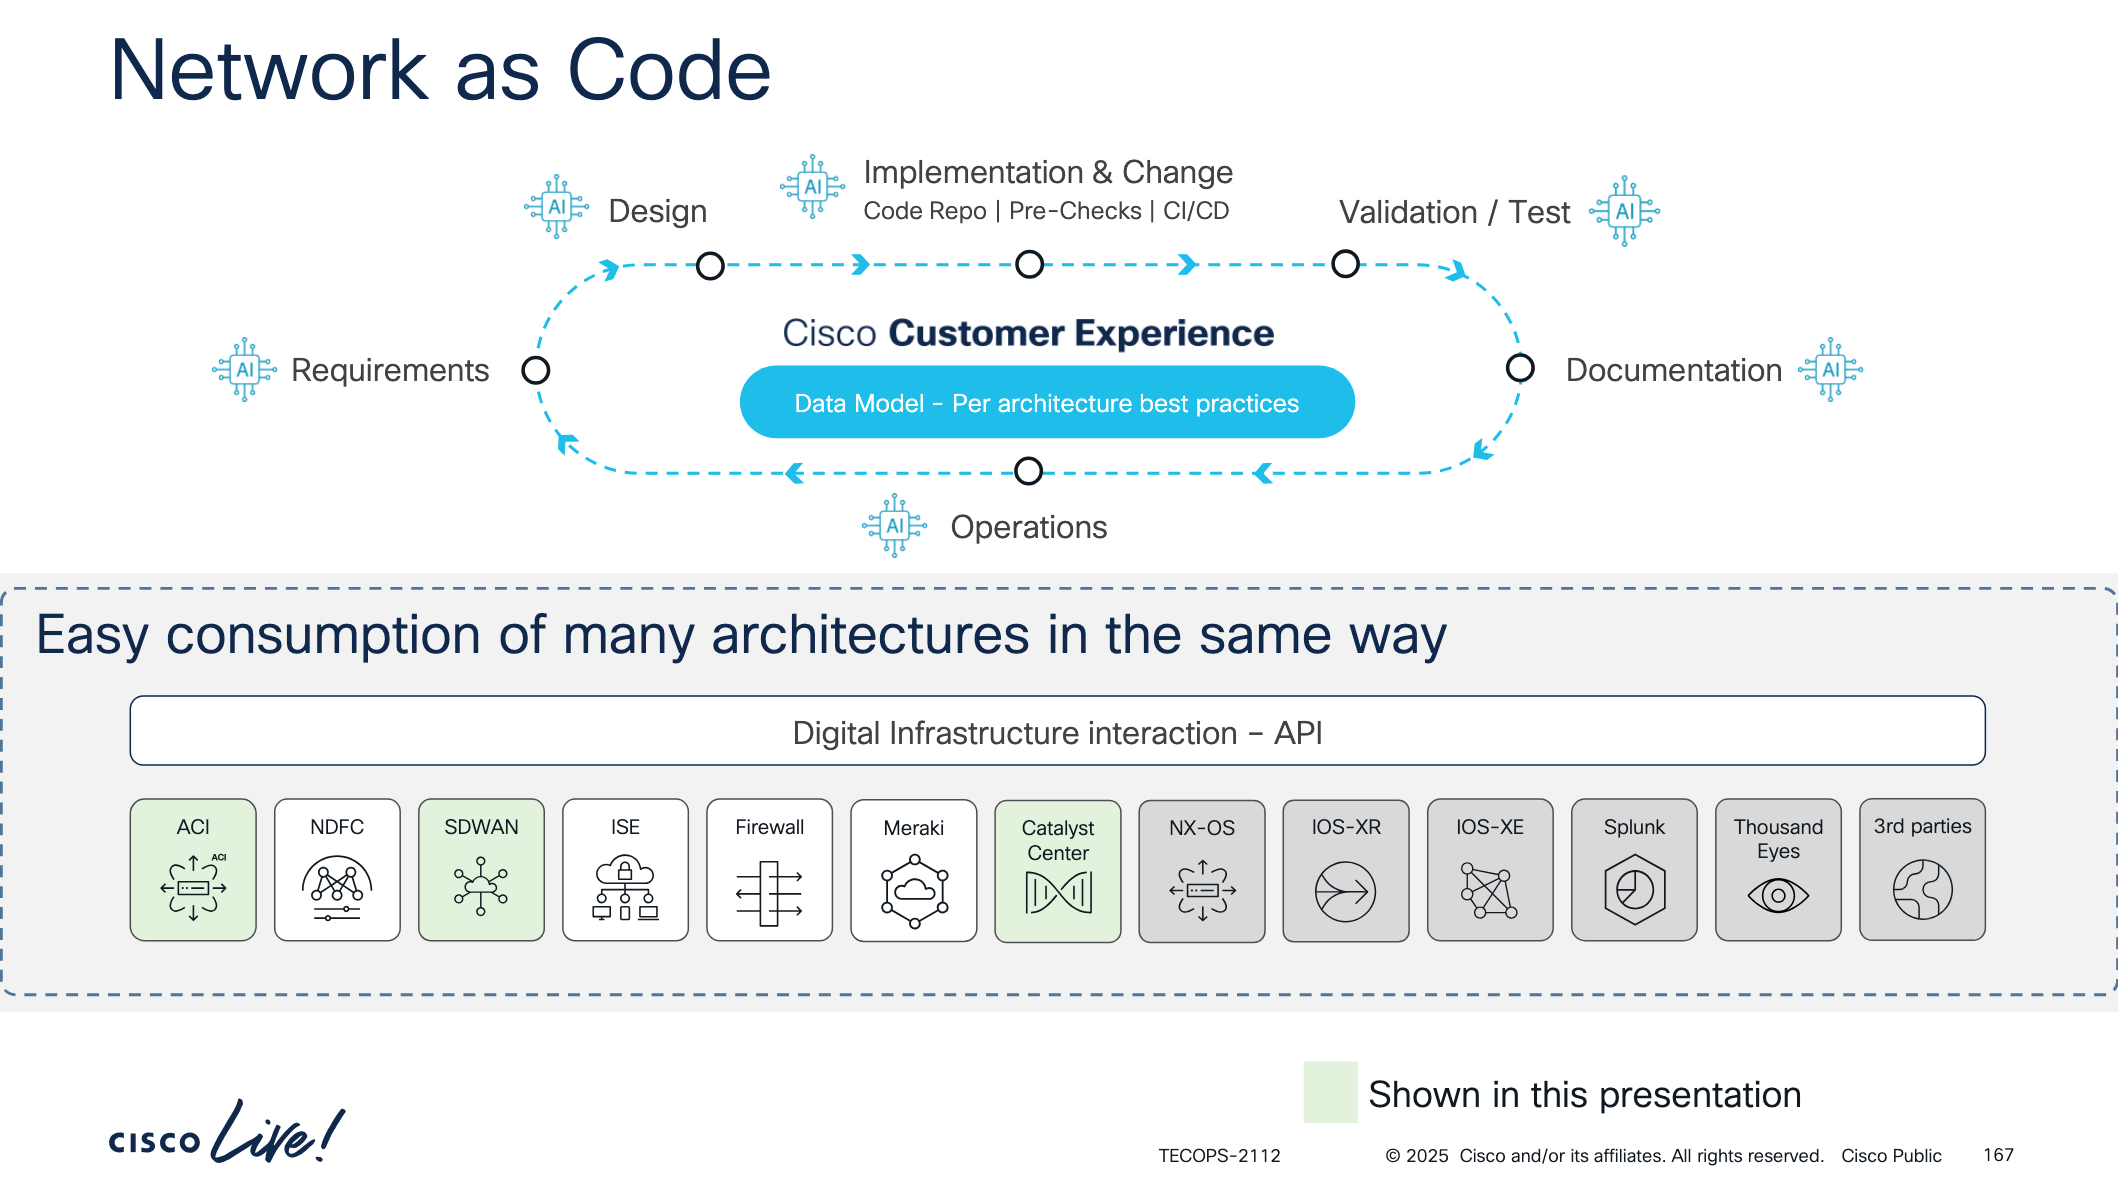 Network as Code
AI
Design
AI
Implementation & Change
Code Repo | Pre-Checks | CI/CD
Validation / Test
AI
AI
Requirements
Cisco Customer Experience
Data Model - Per architecture best practices
Documentation
AI
AI
Operations
Easy consumption of many architectures in the same way
Digital Infrastructure interaction – API
ACI
ACI
NDFC
SDWAN
ISE
Firewall
Meraki
Catalyst
Center
NX-OS
IOS-XR
IOS-XE
Splunk
Thousand
Eyes
3rd parties
Shown in this presentation
CISCO Live!
TECOPS-2112
© 2025 Cisco and/or its affiliates. All rights reserved. Cisco Public
167